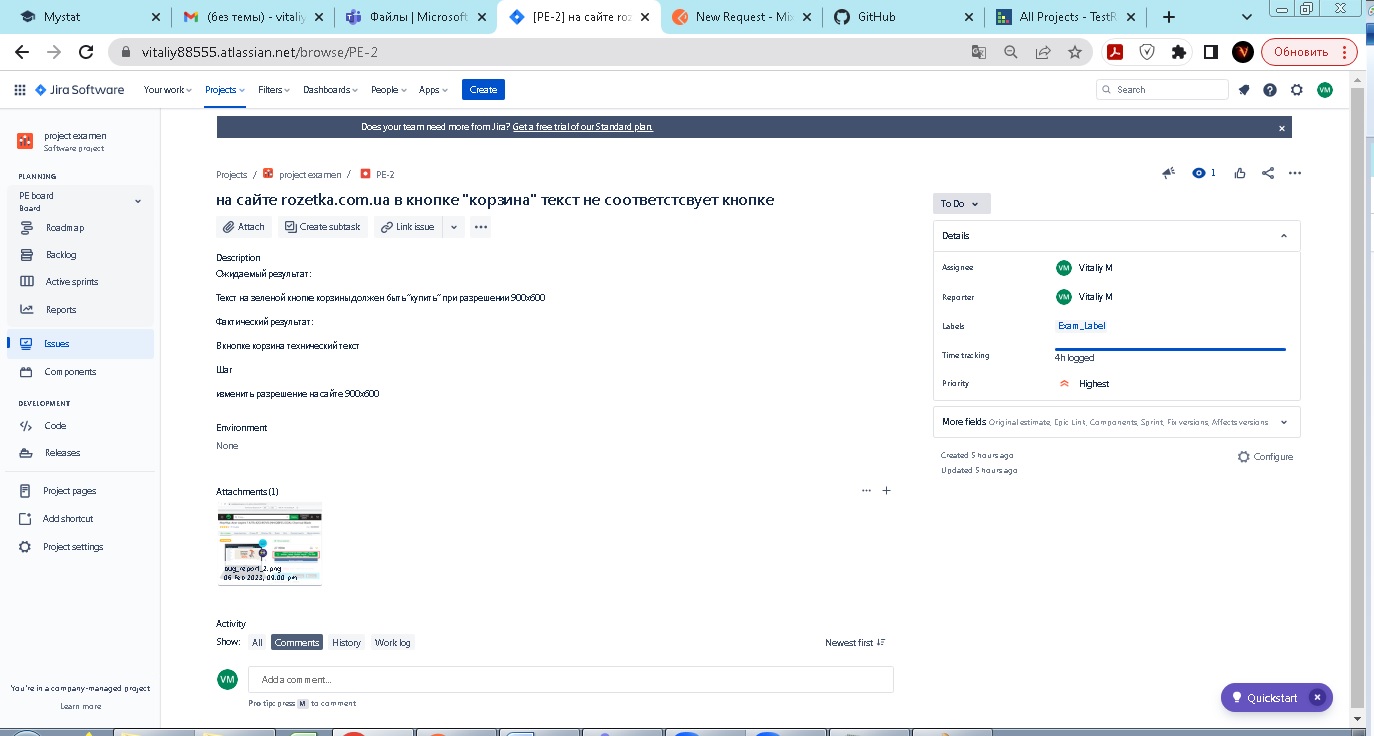 Mystat
(без темы) - vitaliy
Файлы | Microsoft
[PE-2] на сайте roz
New Request - Mix
GitHub
All Projects - TestR
vitaliy88555.atlassian.net/browse/PE-2
Обновить
Jira Software
Your work
Projects
Filters
Dashboards
People
Apps
Create
Search
VM
project examen
Software project
Does your team need more from Jira? Get a free trial of our Standard plan.
PLANNING
PE board
Board
Roadmap
Backlog
Active sprints
Reports
Issues
Components
DEVELOPMENT
Code
Releases
Project pages
Add shortcut
Project settings
You're in a company-managed project
Learn more
Projects / project examen / PE-2
1
на сайте rozetka.com.ua в кнопке "корзина" текст не соответстсвует кнопке
Attach
Create subtask
Link issue
Description
Ожидаемый результат:
Текст на зеленой кнопке корзины должен быть "купить" при разрешении 900x600
Фактический результат:
В кнопке корзина технический текст
Шаг
изменить разрешение на сайте 900x600
Environment
None
Attachments (1)
bug_report_2.png
06 Feb 2023, 09:00 pm
Activity
Show:
All
Comments
History
Work log
Newest first
VM
Add a comment...
Pro tip: press M to comment
To Do
Details
Assignee
VM Vitaliy M
Reporter
VM Vitaliy M
Labels
Exam_Label
Time tracking
4h logged
Priority
Highest
More fields Original estimate, Epic Link, Components, Sprint, Fix versions, Affects versions
Created 5 hours ago
Updated 5 hours ago
Configure
Quickstart